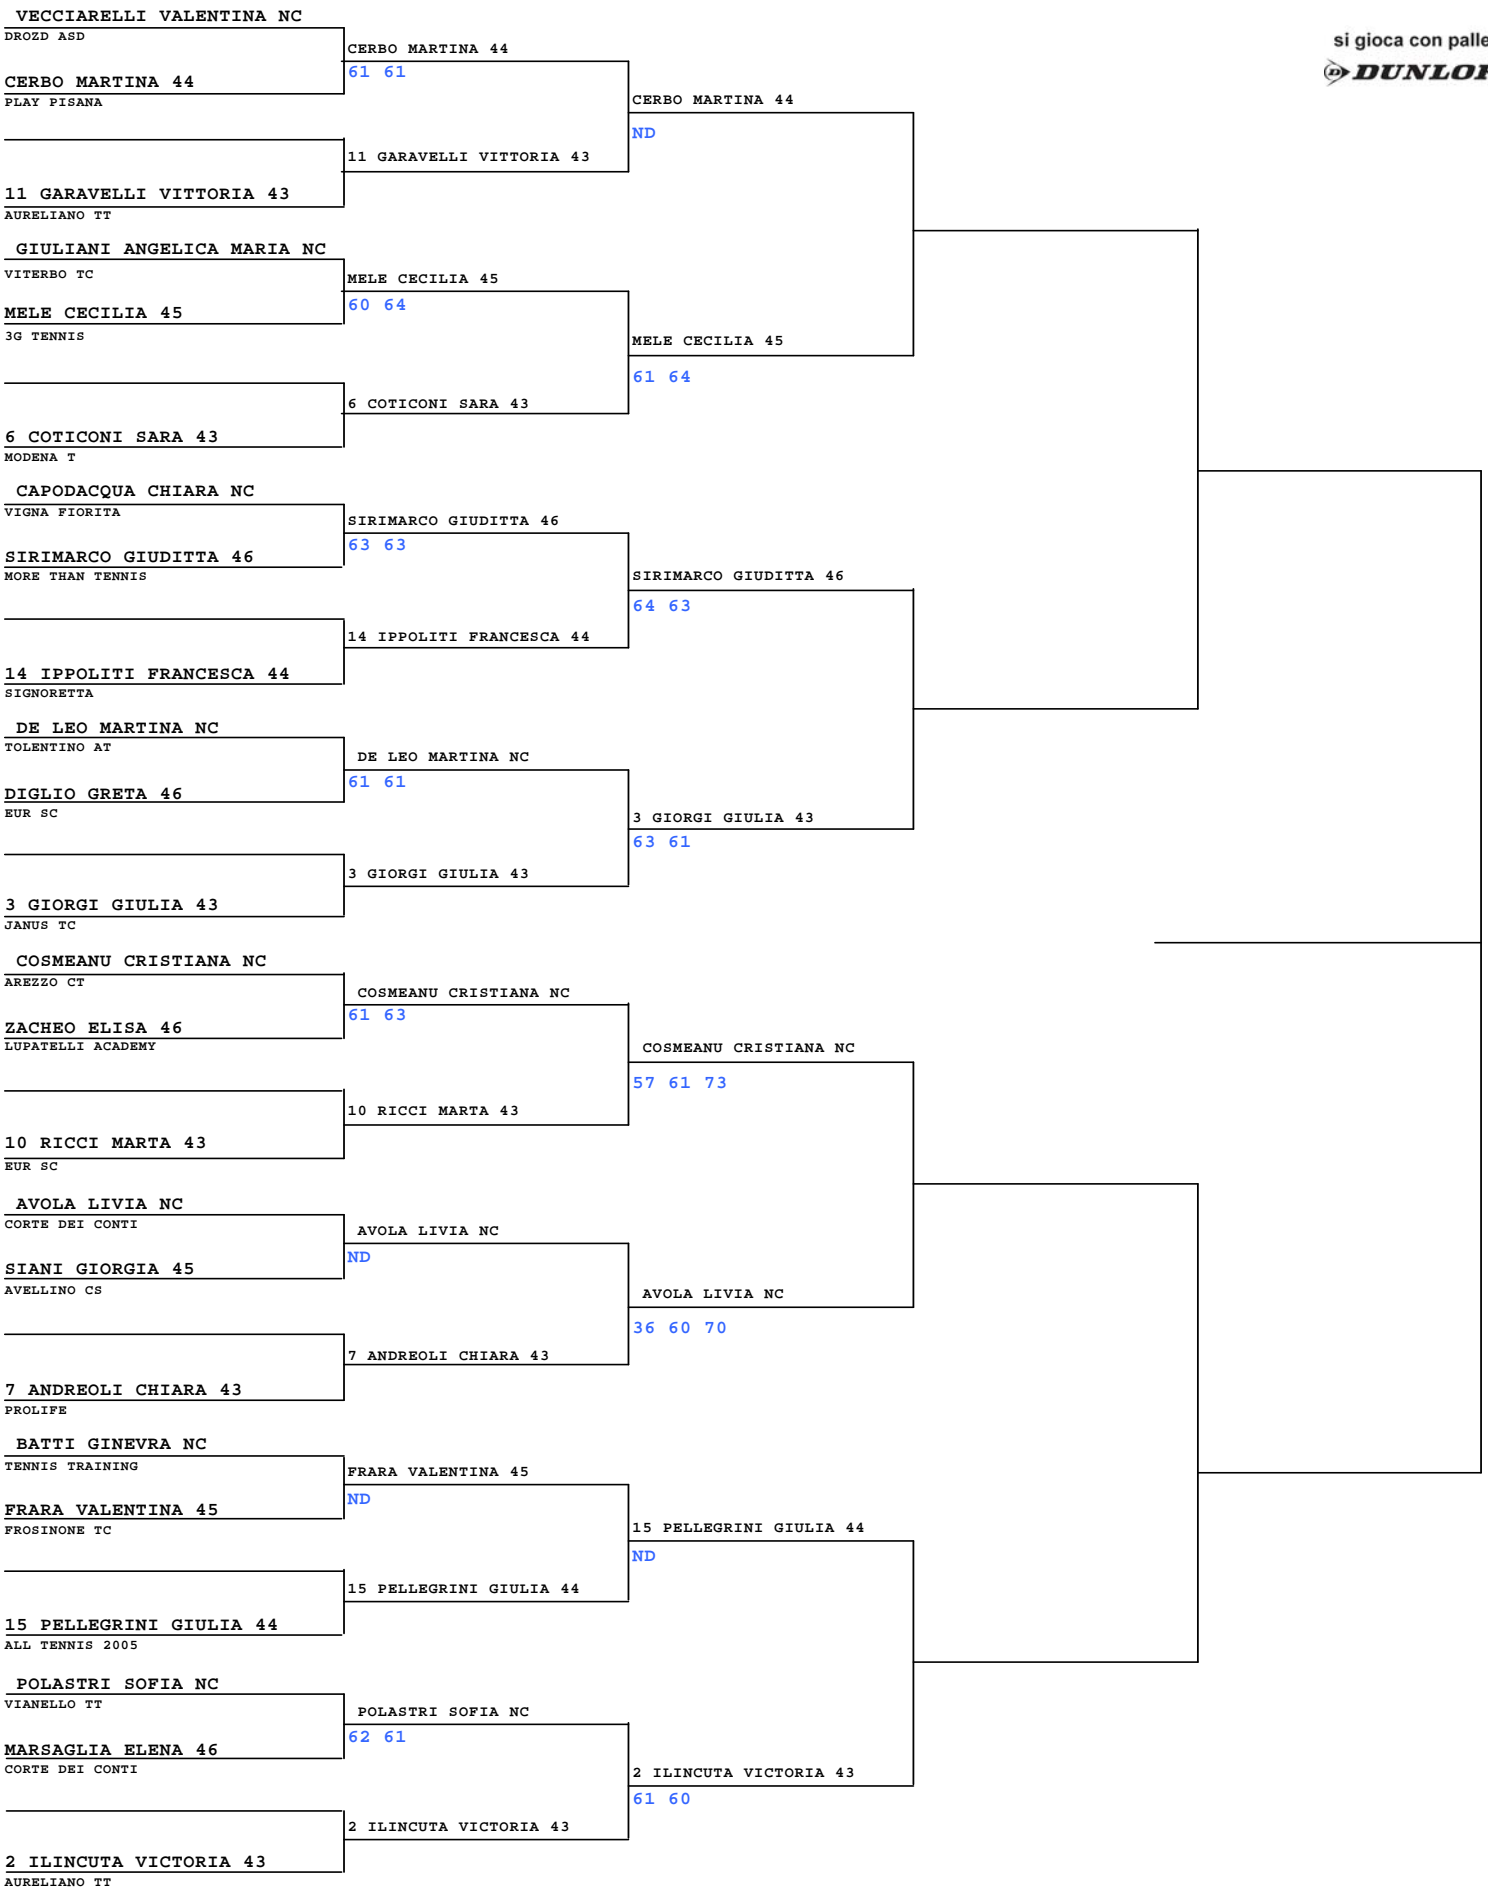 VECCIARELLI VALENTINA NC
DROZD ASD
si gioca con palle
CERBO MARTINA 44
61 61
DUNLOP
CERBO MARTINA 44
PLAY PISANA
CERBO MARTINA 44
ND
11 GARAVELLI VITTORIA 43
11 GARAVELLI VITTORIA 43
AURELIANO TT
GIULIANI ANGELICA MARIA NC
VITERBO TC
MELE CECILIA 45
60 64
MELE CECILIA 45
3G TENNIS
MELE CECILIA 45
61 64
6 COTICONI SARA 43
6 COTICONI SARA 43
MODENA T
CAPODACQUA CHIARA NC
VIGNA FIORITA
SIRIMARCO GIUDITTA 46
63 63
SIRIMARCO GIUDITTA 46
MORE THAN TENNIS
SIRIMARCO GIUDITTA 46
64 63
14 IPPOLITI FRANCESCA 44
14 IPPOLITI FRANCESCA 44
SIGNORETTA
DE LEO MARTINA NC
TOLENTINO AT
DE LEO MARTINA NC
61 61
DIGLIO GRETA 46
EUR SC
3 GIORGI GIULIA 43
63 61
3 GIORGI GIULIA 43
3 GIORGI GIULIA 43
JANUS TC
COSMEANU CRISTIANA NC
AREZZO CT
COSMEANU CRISTIANA NC
61 63
ZACHEO ELISA 46
LUPATELLI ACADEMY
COSMEANU CRISTIANA NC
57 61 73
10 RICCI MARTA 43
10 RICCI MARTA 43
EUR SC
AVOLA LIVIA NC
CORTE DEI CONTI
AVOLA LIVIA NC
ND
SIANI GIORGIA 45
AVELLINO CS
AVOLA LIVIA NC
36 60 70
7 ANDREOLI CHIARA 43
7 ANDREOLI CHIARA 43
PROLIFE
BATTI GINEVRA NC
TENNIS TRAINING
FRARA VALENTINA 45
ND
FRARA VALENTINA 45
FROSINONE TC
15 PELLEGRINI GIULIA 44
ND
15 PELLEGRINI GIULIA 44
15 PELLEGRINI GIULIA 44
ALL TENNIS 2005
POLASTRI SOFIA NC
VIANELLO TT
POLASTRI SOFIA NC
62 61
MARSAGLIA ELENA 46
CORTE DEI CONTI
2 ILINCUTA VICTORIA 43
61 60
2 ILINCUTA VICTORIA 43
2 ILINCUTA VICTORIA 43
AURELIANO TT